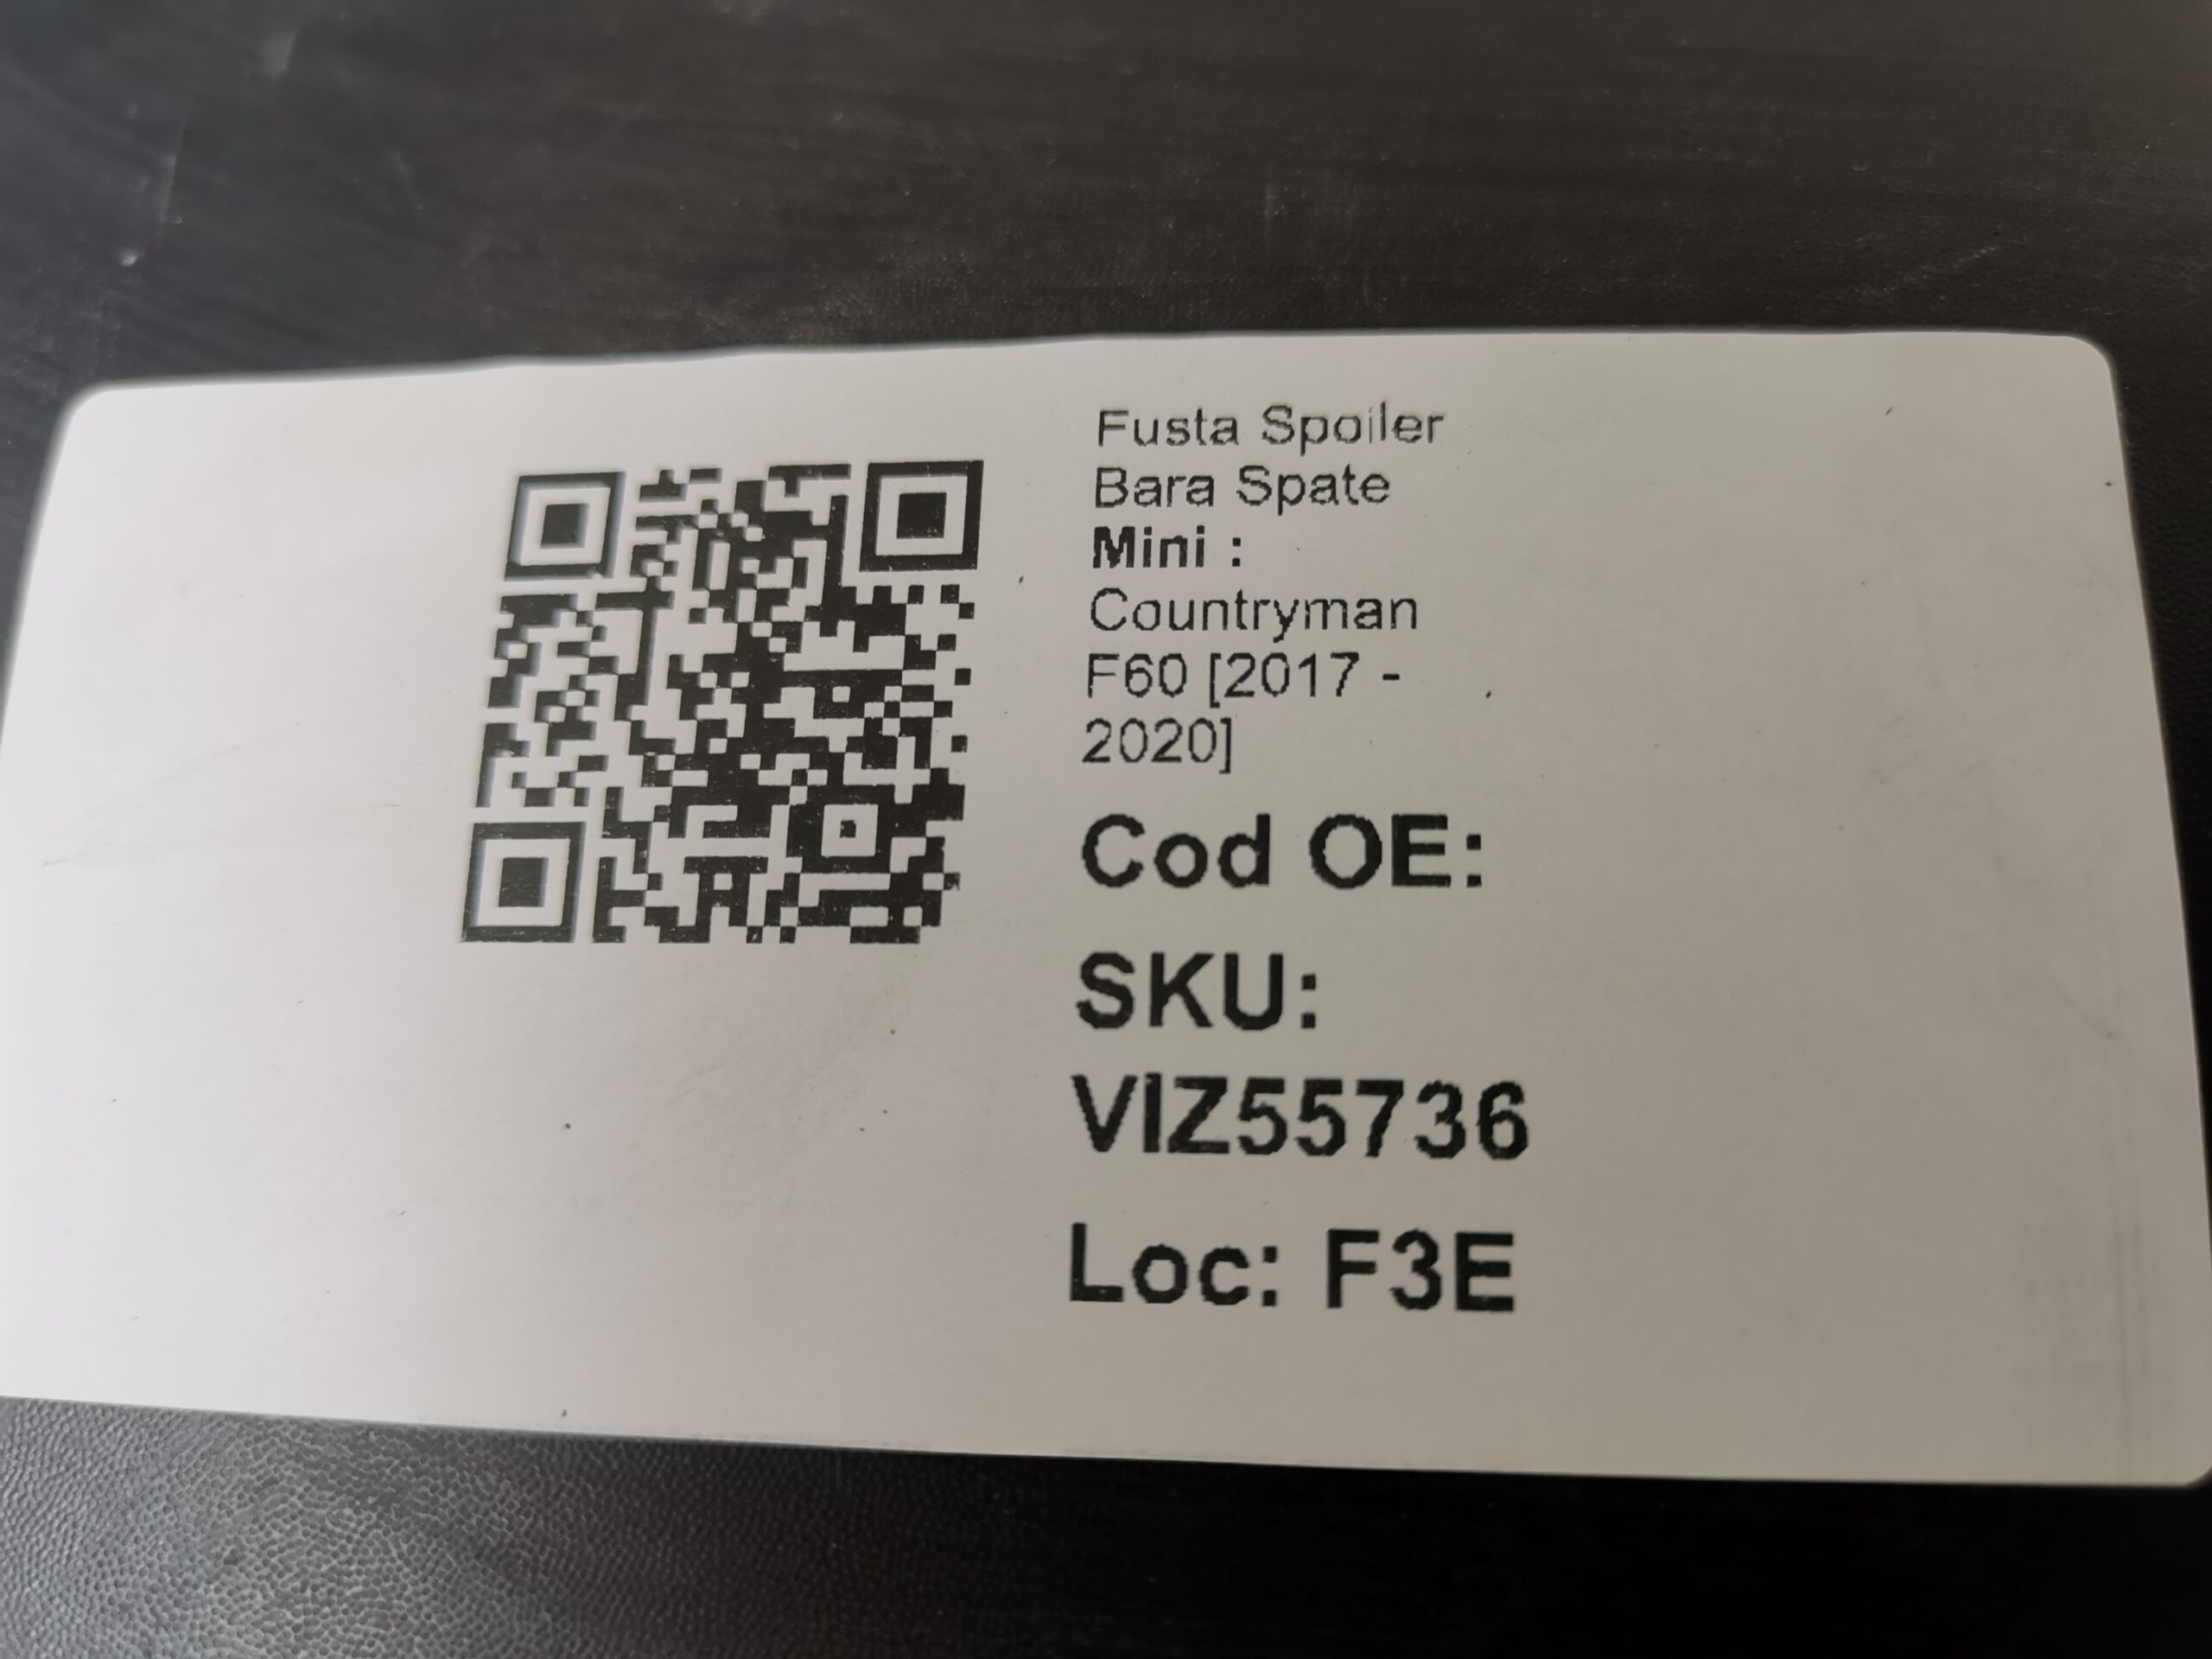 Fusta Spoiler
Bara Spate
Mini :
Countryman
F60 [2017 -
2020]
Cod OE:
SKU:
VIZ55736
Loc: F3E